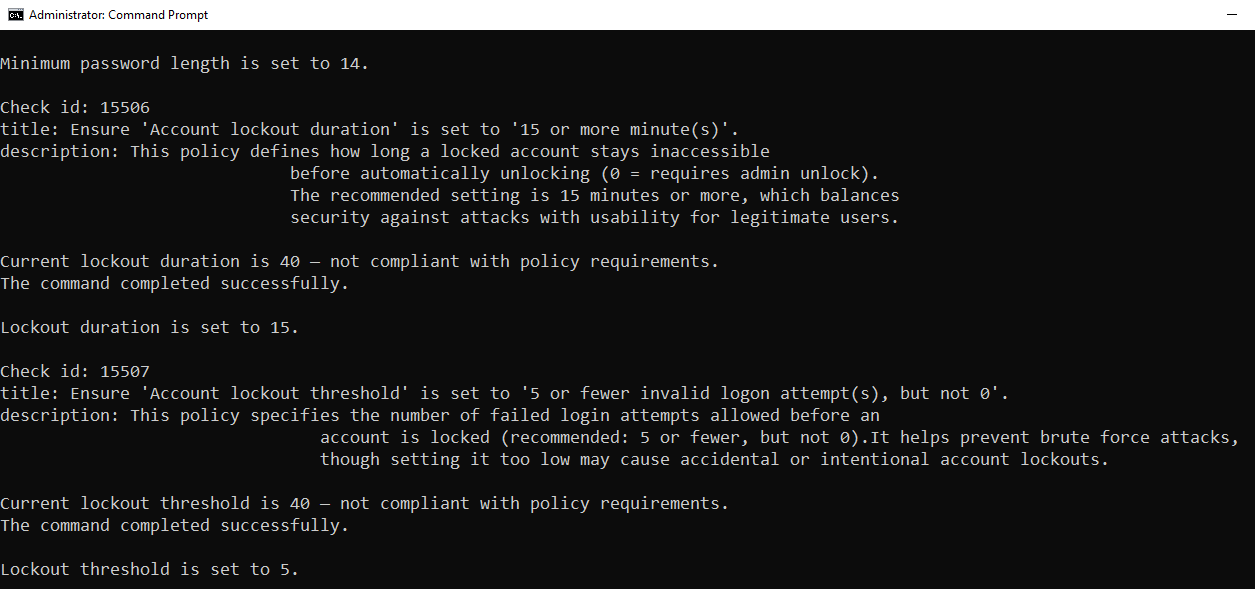 Administrator: Command Prompt
Minimum password length is set to 14.
Check id: 15506
title: Ensure 'Account lockout duration' is set to '15 or more minute(s)'.
description: This policy defines how long a locked account stays inaccessible
before automatically unlocking (0 = requires admin unlock).
The recommended setting is 15 minutes or more, which balances
security against attacks with usability for legitimate users.
Current lockout duration is 40 – not compliant with policy requirements.
The command completed successfully.
Lockout duration is set to 15.
Check id: 15507
title: Ensure 'Account lockout threshold' is set to '5 or fewer invalid logon attempt(s), but not 0'.
description: This policy specifies the number of failed login attempts allowed before an
account is locked (recommended: 5 or fewer, but not 0).It helps prevent brute force attacks,
though setting it too low may cause accidental or intentional account lockouts.
Current lockout threshold is 40 – not compliant with policy requirements.
The command completed successfully.
Lockout threshold is set to 5.